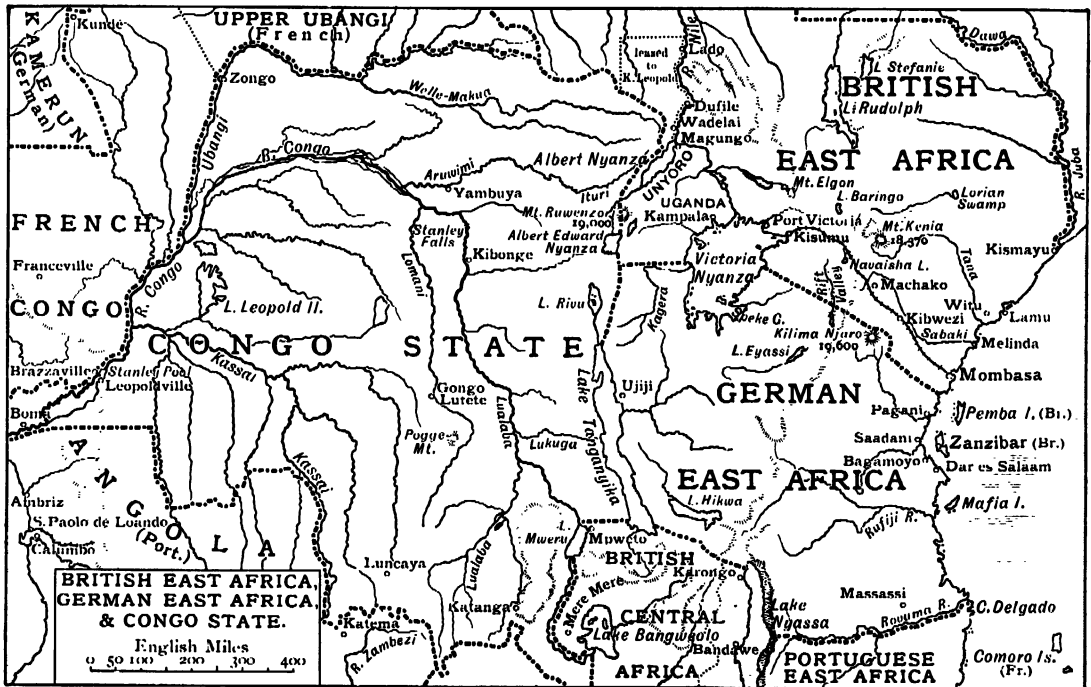 KAMERUN
(German)
Kunde
UPPER UBANGI
(French)
Zongo
Ubangi
Welle-Makua
leased
to
K. Leopold
R. Nile
Lado
Dufile
Wadelai
Magungo
Dawa
L. Stefanie
BRITISH
EAST AFRICA
R. Juba
R. Congo
Aruwimi
Yambuya
Albert Nyanza
Ituri
UNYORO
Mt. Elgon
L. Baringo
Lorian
Swamp
UGANDA
Kampala
Mt. Ruwenzori
19,000
Albert Edward
Nyanza
Port Victoria
Kisumu
Mt. Kenia
18,370
Kismayu
FRENCH
CONGO
Franceville
R. Congo
Stanley
Falls
Kibonge
Lomani
Victoria
Nyanza
Navaisha L.
Rift Valley
Machako
Tana
Witu
Lamu
L. Leopold II.
L. Rivu
Kagera
Speke G.
Kibwezi
Sabaki
Melinda
Kilima Njaro
19,600
CONGO STATE
Brazzaville
Stanley Pool
Leopoldville
Kassai
L. Eyassi
Mombasa
Boma
Gongo
Lutete
Lualaba
Lake Tanganyika
Ujiji
GERMAN
EAST AFRICA
Pagani
Pemba I. (Br.)
Pogge
Mt.
Lukuga
Saadani
Zanzibar (Br.)
Bagamoyo
Dar es Salaam
ANGOLA
(Port.)
Kassai
L. Hikwa
Mafia I.
Ambriz
S. Paolo de Loando
Calumbo
L.
Mweru
Mpweto
Rufiji R.
BRITISH
CENTRAL
AFRICA
Karongo
Luncaya
Lualaba
Katanga
Mere Mere
Lake Bangweolo
Bandawe
Lake
Nyassa
Massassi
Rovuma R.
C. Delgado
Katema
R. Zambezi
PORTUGUESE
EAST AFRICA
Comoro Is.
(Fr.)
BRITISH EAST AFRICA,
GERMAN EAST AFRICA,
& CONGO STATE.
English Miles
0 50 100 200 300 400